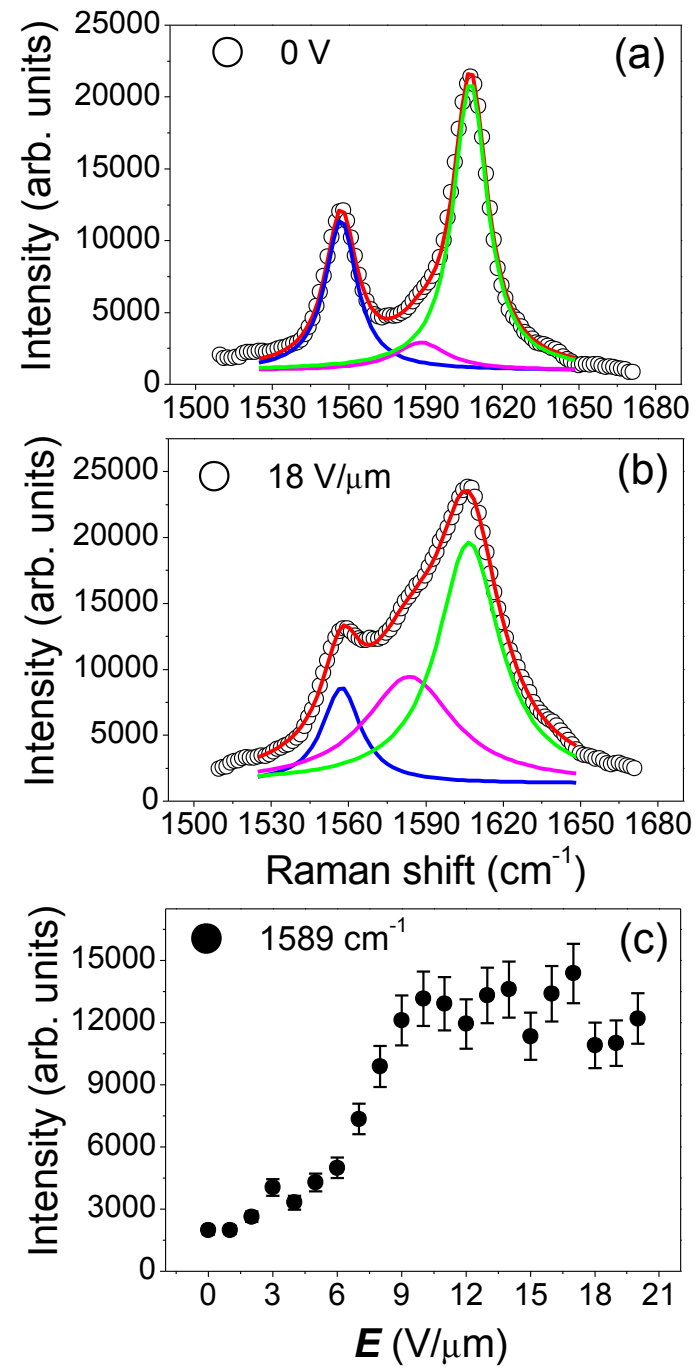 25000
20000
15000
10000
5000
0
Intensity (arb. units)
0 V
(a)
1500 1530 1560 1590 1620 1650 1680
25000
20000
15000
10000
5000
0
Intensity (arb. units)
18 V/μm
(b)
1500 1530 1560 1590 1620 1650 1680
Raman shift (cm⁻¹)
15000
12000
9000
6000
3000
0
Intensity (arb. units)
1589 cm⁻¹
(c)
0 3 6 9 12 15 18 21
E (V/μm)